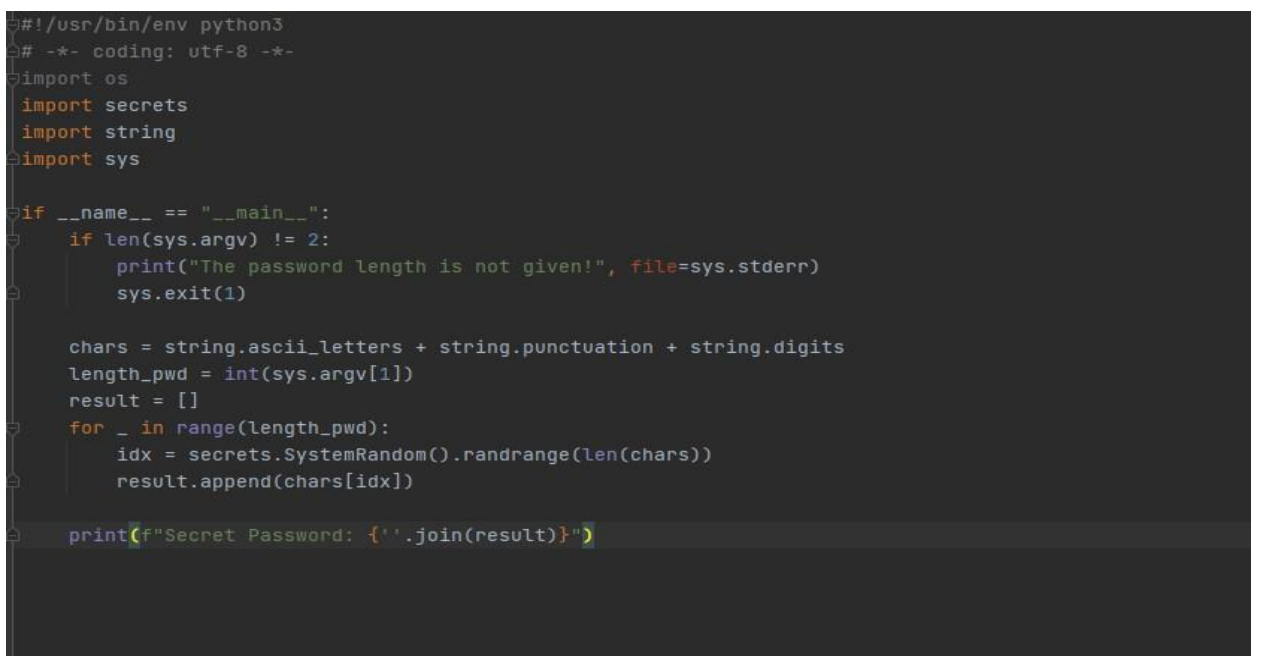 #!/usr/bin/env python3
# -*- coding: utf-8 -*-
import os
import secrets
import string
import sys
if __name__ == "__main__":
    if len(sys.argv) != 2:
        print("The password length is not given!", file=sys.stderr)
        sys.exit(1)
    chars = string.ascii_letters + string.punctuation + string.digits
    length_pwd = int(sys.argv[1])
    result = []
    for _ in range(length_pwd):
        idx = secrets.SystemRandom().randrange(len(chars))
        result.append(chars[idx])
    print(f"Secret Password: {''.join(result)}")